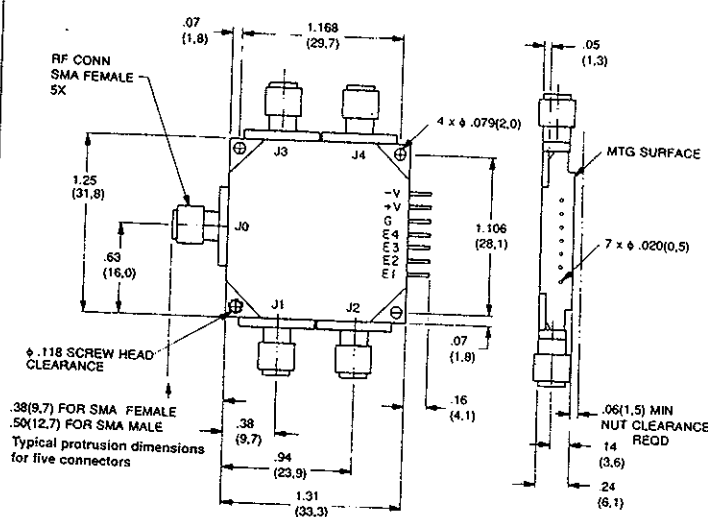 .07
(1,8)
1.168
(29,7)
.05
(1,3)
RF CONN
SMA FEMALE
5X
4 x ϕ .079(2,0)
J3
J4
MTG SURFACE
1.25
(31,8)
-V
+V
G
E4
E3
E2
E1
J0
1.106
(28,1)
.63
(16,0)
7 x ϕ .020(0,5)
J1
J2
.07
(1,8)
ϕ .118 SCREW HEAD
CLEARANCE
.16
(4,1)
.38(9,7) FOR SMA FEMALE
.50(12,7) FOR SMA MALE
Typical protrusion dimensions
for five connectors
.38
(9,7)
.06(1,5) MIN
NUT CLEARANCE
REQD
.14
(3,6)
.94
(23,9)
.24
(6,1)
1.31
(33,3)